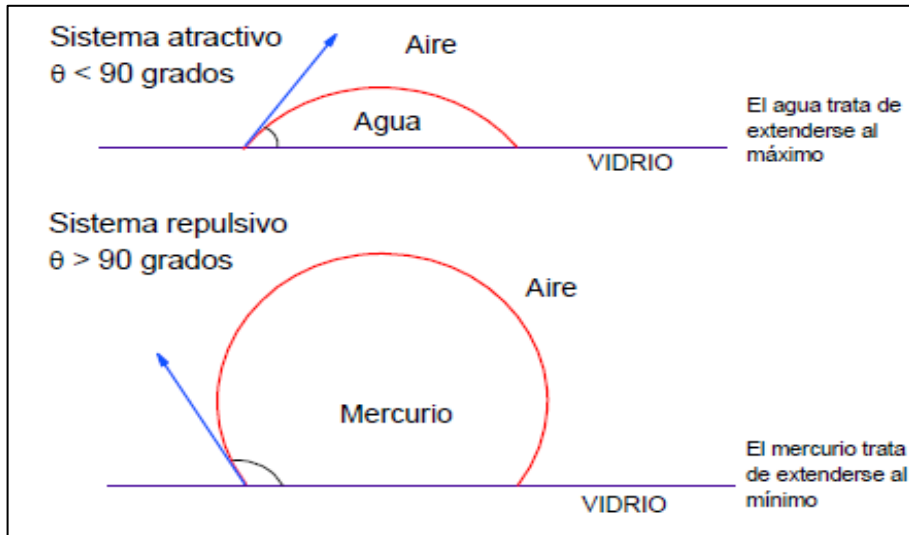 Sistema atractivo
θ < 90 grados
Aire
Agua
El agua trata de
extenderse al
máximo
VIDRIO
Sistema repulsivo
θ > 90 grados
Aire
Mercurio
El mercurio trata
de extenderse al
mínimo
VIDRIO